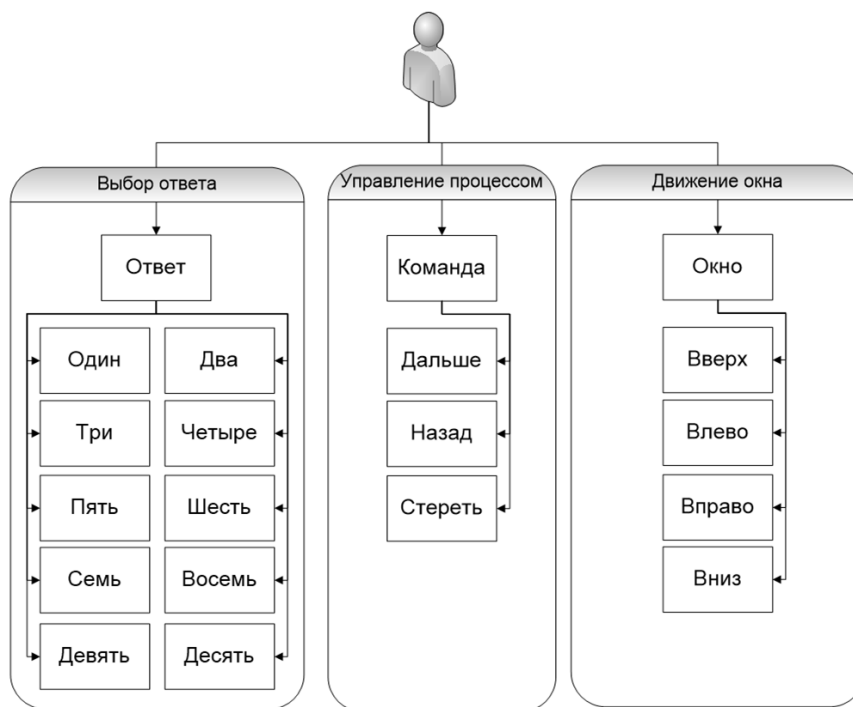 Выбор ответа
Ответ
Один
Два
Три
Четыре
Пять
Шесть
Семь
Восемь
Девять
Десять
Управление процессом
Команда
Дальше
Назад
Стереть
Движение окна
Окно
Вверх
Влево
Вправо
Вниз